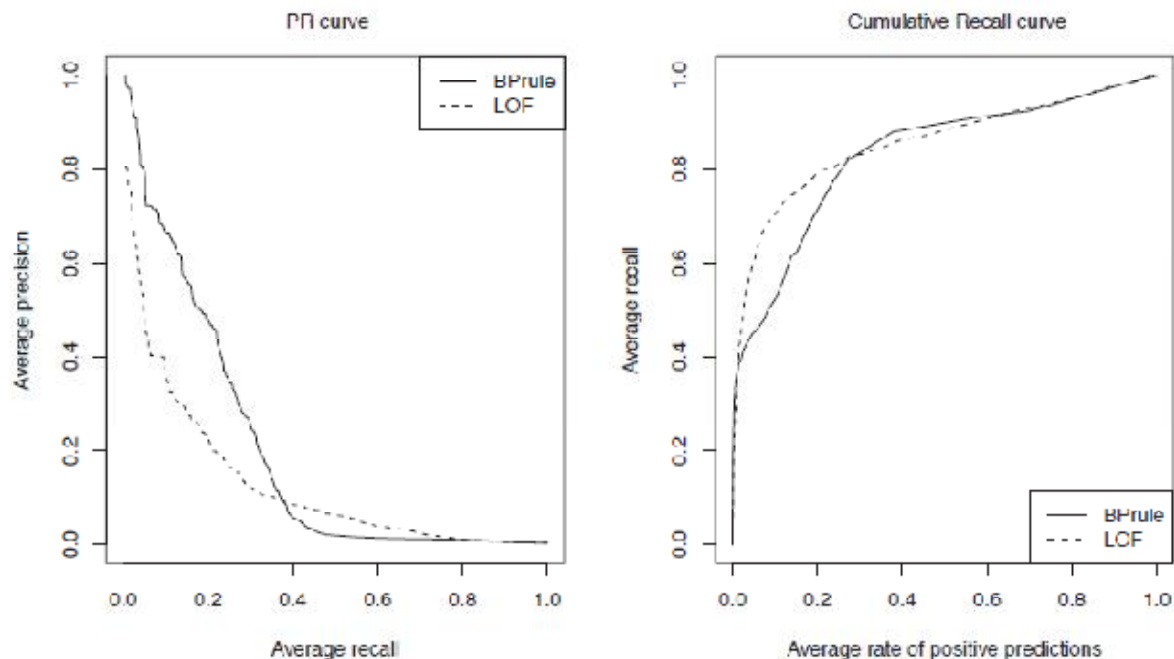 PR curve
Average precision
1.0
0.8
0.6
0.4
0.2
0.0
BPrule
LOF
0.0 0.2 0.4 0.6 0.8 1.0
Average recall
Cumulative Recall curve
Average recall
1.0
0.8
0.6
0.4
0.2
0.0
BPrule
LOF
0.0 0.2 0.4 0.6 0.8 1.0
Average rate of positive predictions